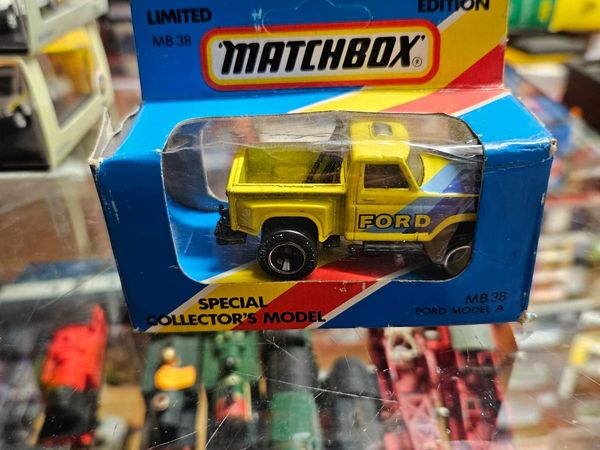 LIMITED
EDITION
MB 38
MATCHBOX®
FORD
SPECIAL
COLLECTOR'S MODEL
MB 38
FORD MODEL A